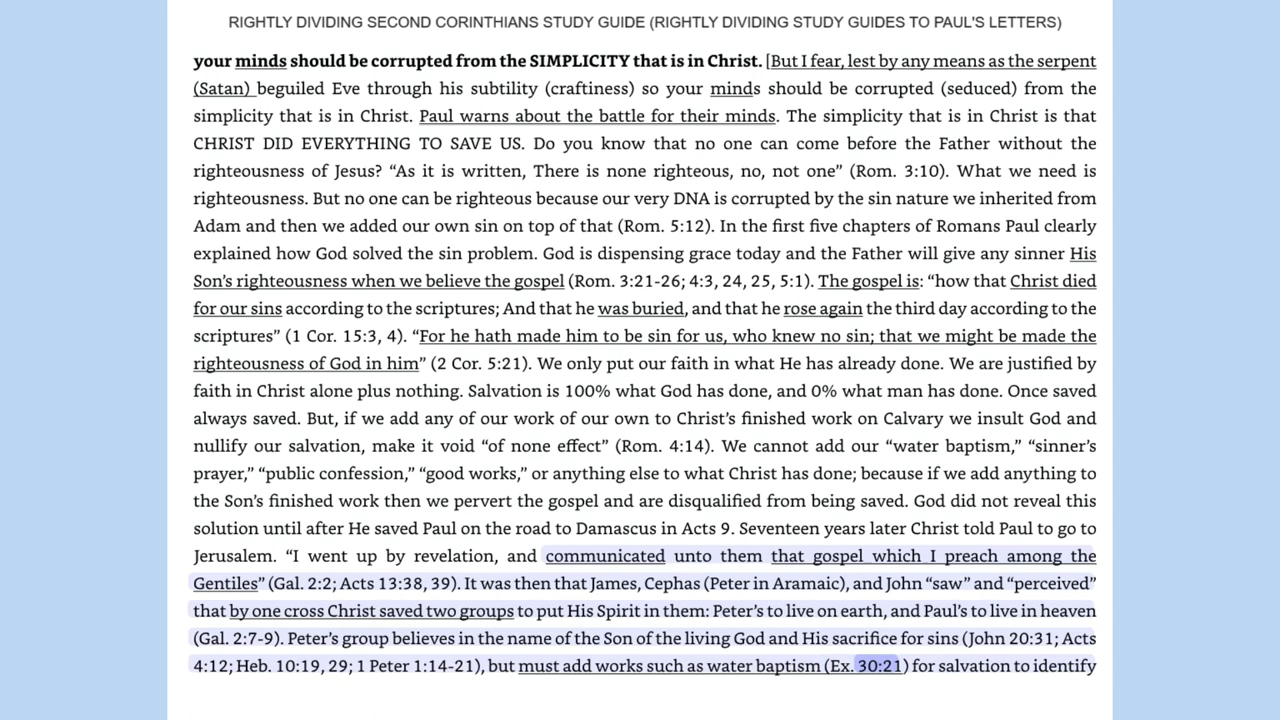 RIGHTLY DIVIDING SECOND CORINTHIANS STUDY GUIDE (RIGHTLY DIVIDING STUDY GUIDES TO PAUL'S LETTERS)
your minds should be corrupted from the SIMPLICITY that is in Christ. [But I fear, lest by any means as the serpent
(Satan) beguiled Eve through his subtility (craftiness) so your minds should be corrupted (seduced) from the
simplicity that is in Christ. Paul warns about the battle for their minds. The simplicity that is in Christ is that
CHRIST DID EVERYTHING TO SAVE US. Do you know that no one can come before the Father without the
righteousness of Jesus? “As it is written, There is none righteous, no, not one” (Rom. 3:10). What we need is
righteousness. But no one can be righteous because our very DNA is corrupted by the sin nature we inherited from
Adam and then we added our own sin on top of that (Rom. 5:12). In the first five chapters of Romans Paul clearly
explained how God solved the sin problem. God is dispensing grace today and the Father will give any sinner His
Son’s righteousness when we believe the gospel (Rom. 3:21-26; 4:3, 24, 25, 5:1). The gospel is: “how that Christ died
for our sins according to the scriptures; And that he was buried, and that he rose again the third day according to the
scriptures” (1 Cor. 15:3, 4). “For he hath made him to be sin for us, who knew no sin; that we might be made the
righteousness of God in him” (2 Cor. 5:21). We only put our faith in what He has already done. We are justified by
faith in Christ alone plus nothing. Salvation is 100% what God has done, and 0% what man has done. Once saved
always saved. But, if we add any of our work of our own to Christ’s finished work on Calvary we insult God and
nullify our salvation, make it void “of none effect” (Rom. 4:14). We cannot add our “water baptism,” “sinner’s
prayer,” “public confession,” “good works,” or anything else to what Christ has done; because if we add anything to
the Son’s finished work then we pervert the gospel and are disqualified from being saved. God did not reveal this
solution until after He saved Paul on the road to Damascus in Acts 9. Seventeen years later Christ told Paul to go to
Jerusalem. “I went up by revelation, and communicated unto them that gospel which I preach among the
Gentiles” (Gal. 2:2; Acts 13:38, 39). It was then that James, Cephas (Peter in Aramaic), and John “saw” and “perceived”
that by one cross Christ saved two groups to put His Spirit in them: Peter’s to live on earth, and Paul’s to live in heaven
(Gal. 2:7-9). Peter’s group believes in the name of the Son of the living God and His sacrifice for sins (John 20:31; Acts
4:12; Heb. 10:19, 29; 1 Peter 1:14-21), but must add works such as water baptism (Ex. 30:21) for salvation to identify